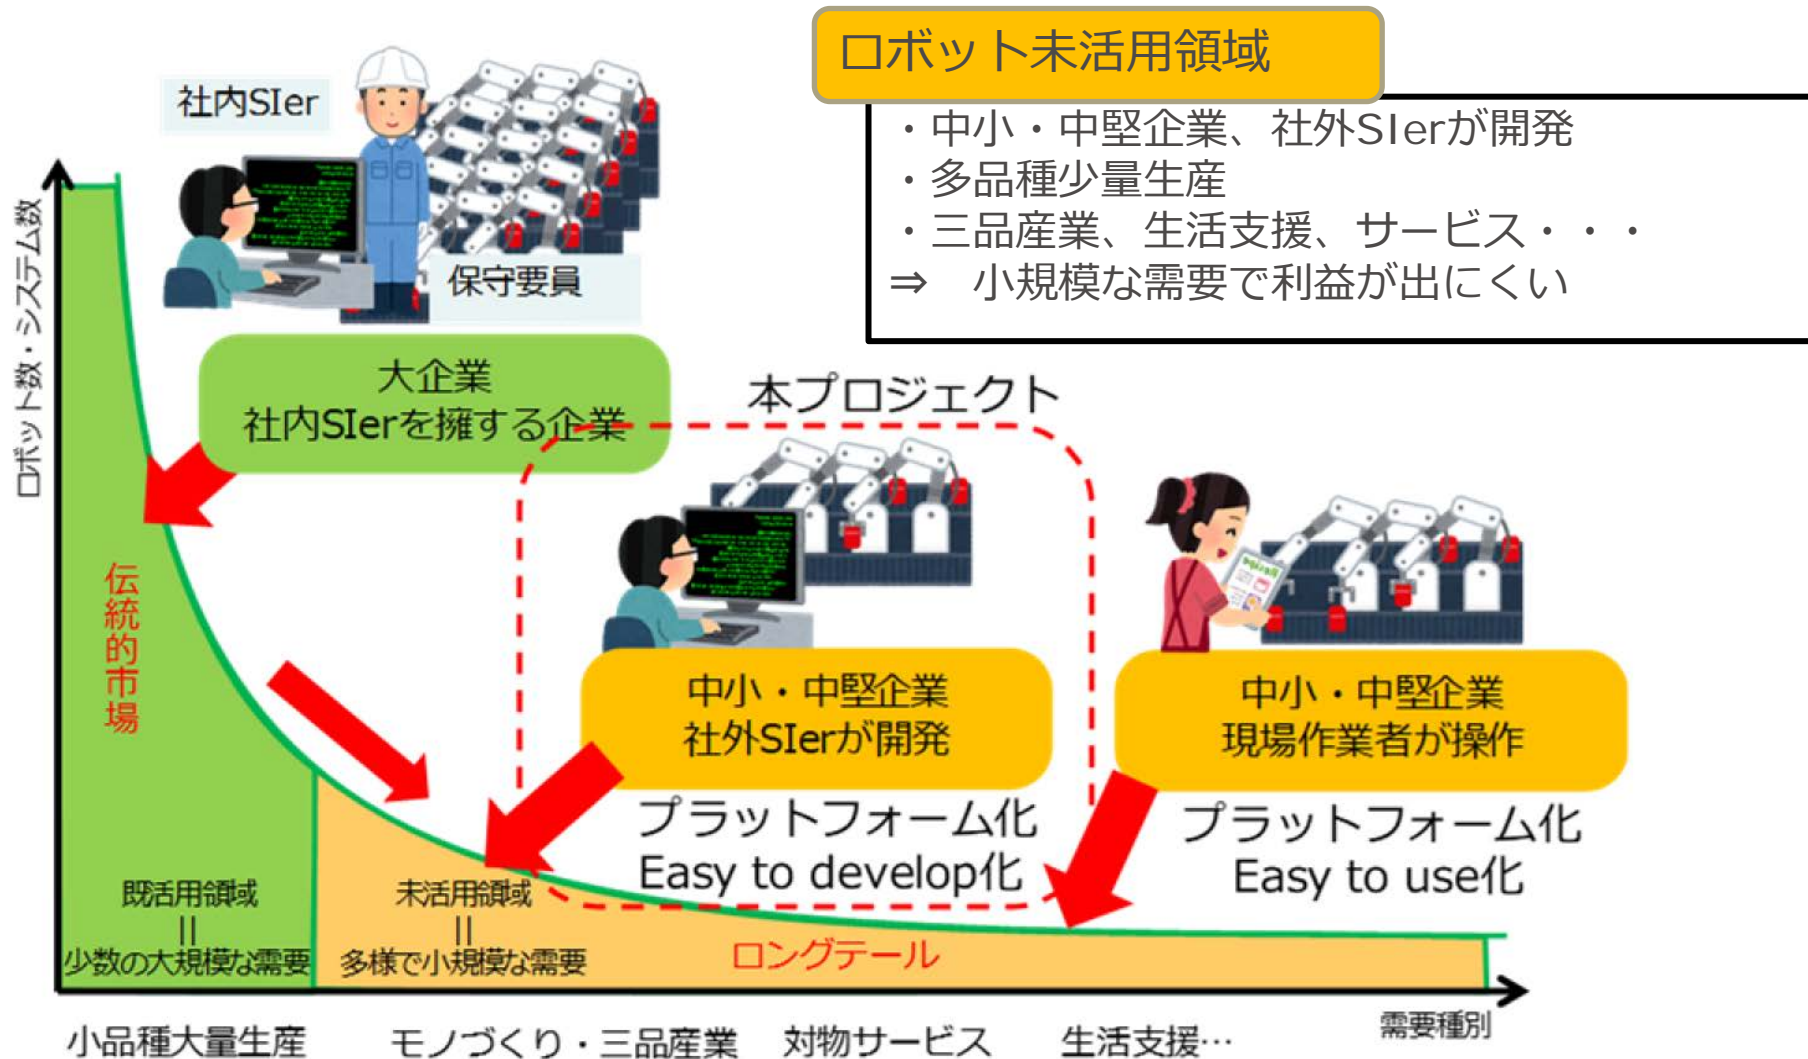 ロボット未活用領域
・中小・中堅企業、社外SIerが開発
・多品種少量生産
・三品産業、生活支援、サービス・・・
⇒　小規模な需要で利益が出にくい
社内SIer
保守要員
ロボット数・システム数
大企業
社内SIerを擁する企業
本プロジェクト
伝統的市場
中小・中堅企業
社外SIerが開発
中小・中堅企業
現場作業者が操作
プラットフォーム化
Easy to develop化
プラットフォーム化
Easy to use化
既活用領域
||
少数の大規模な需要
未活用領域
||
多様で小規模な需要
ロングテール
小品種大量生産
モノづくり・三品産業
対物サービス
生活支援…
需要種別